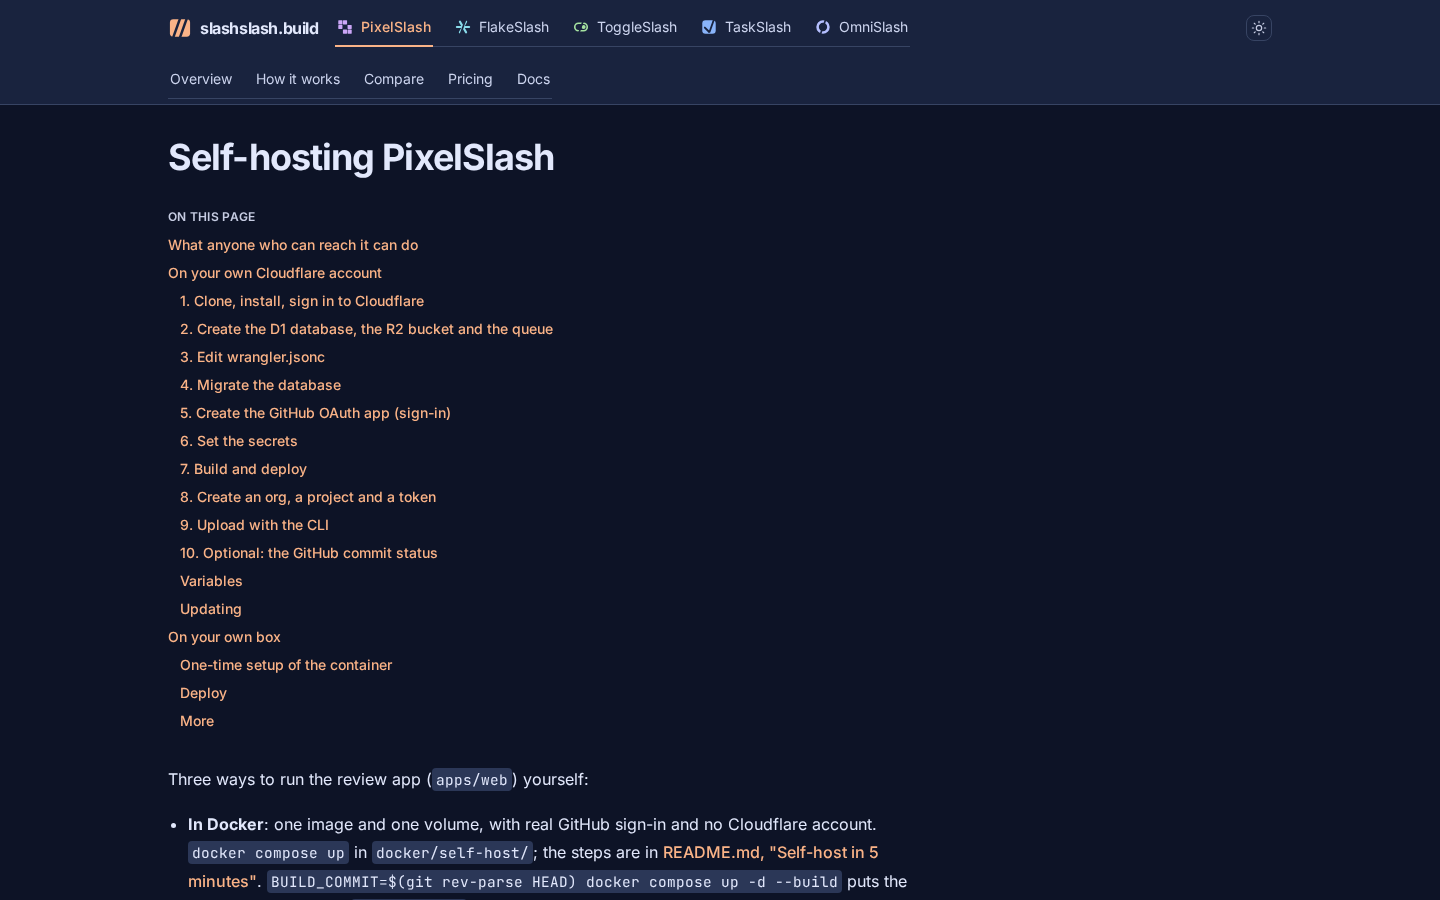 slashslash.build PixelSlash FlakeSlash ToggleSlash TaskSlash OmniSlash
Overview How it works Compare Pricing Docs
Self-hosting PixelSlash
ON THIS PAGE
What anyone who can reach it can do
On your own Cloudflare account
1. Clone, install, sign in to Cloudflare
2. Create the D1 database, the R2 bucket and the queue
3. Edit wrangler.jsonc
4. Migrate the database
5. Create the GitHub OAuth app (sign-in)
6. Set the secrets
7. Build and deploy
8. Create an org, a project and a token
9. Upload with the CLI
10. Optional: the GitHub commit status
Variables
Updating
On your own box
One-time setup of the container
Deploy
More
Three ways to run the review app (apps/web) yourself:
• In Docker: one image and one volume, with real GitHub sign-in and no Cloudflare account.
docker compose up in docker/self-host/; the steps are in README.md, "Self-host in 5
minutes". BUILD_COMMIT=$(git rev-parse HEAD) docker compose up -d --build puts the